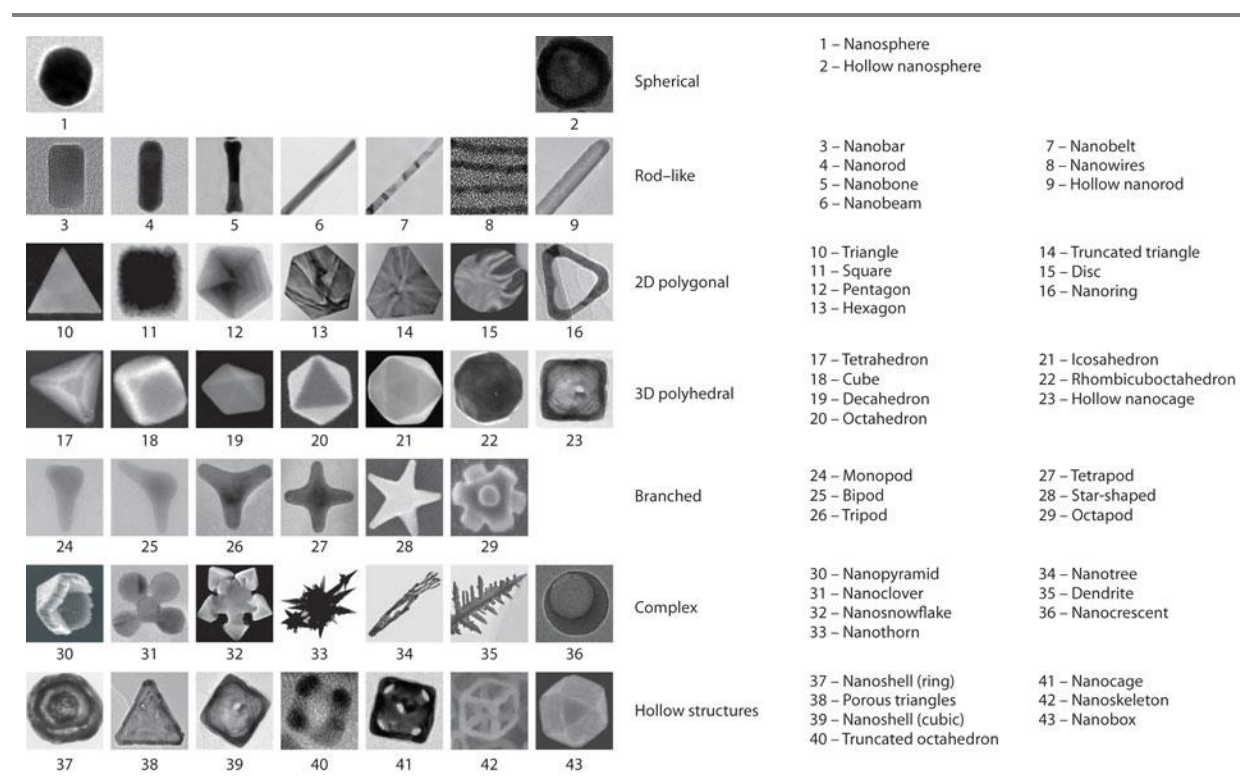 1 2
Spherical
1 – Nanosphere
2 – Hollow nanosphere
3 4 5 6 7 8 9
Rod–like
3 – Nanobar
4 – Nanorod
5 – Nanobone
6 – Nanobeam
7 – Nanobelt
8 – Nanowires
9 – Hollow nanorod
10 11 12 13 14 15 16
2D polygonal
10 – Triangle
11 – Square
12 – Pentagon
13 – Hexagon
14 – Truncated triangle
15 – Disc
16 – Nanoring
17 18 19 20 21 22 23
3D polyhedral
17 – Tetrahedron
18 – Cube
19 – Decahedron
20 – Octahedron
21 – Icosahedron
22 – Rhombicuboctahedron
23 – Hollow nanocage
24 25 26 27 28 29
Branched
24 – Monopod
25 – Bipod
26 – Tripod
27 – Tetrapod
28 – Star-shaped
29 – Octapod
30 31 32 33 34 35 36
Complex
30 – Nanopyramid
31 – Nanoclover
32 – Nanosnowflake
33 – Nanothorn
34 – Nanotree
35 – Dendrite
36 – Nanocrescent
37 38 39 40 41 42 43
Hollow structures
37 – Nanoshell (ring)
38 – Porous triangles
39 – Nanoshell (cubic)
40 – Truncated octahedron
41 – Nanocage
42 – Nanoskeleton
43 – Nanobox